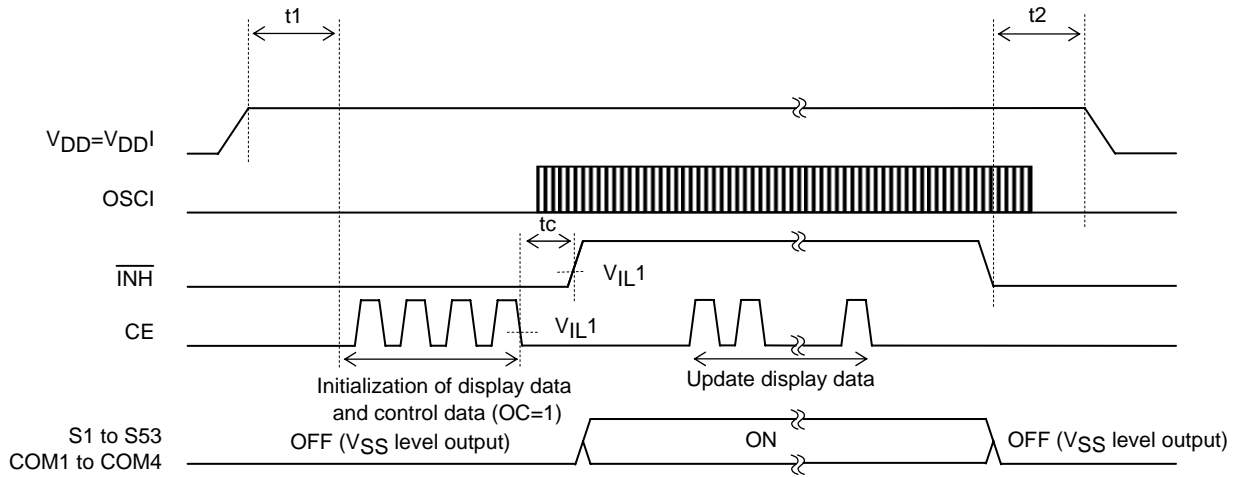 t1
t2
VDD=VDDI
OSCI
tc
INH
VIL1
CE
VIL1
Initialization of display data
and control data (OC=1)
Update display data
S1 to S53
COM1 to COM4
OFF (VSS level output)
ON
OFF (VSS level output)